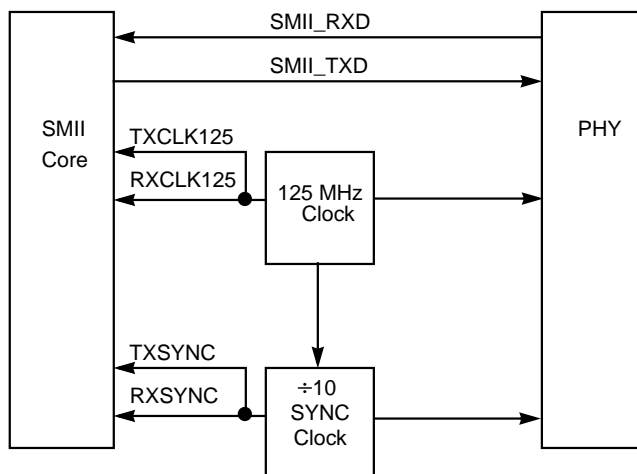 SMII_RXD
SMII_TXD
SMII
Core
PHY
TXCLK125
RXCLK125
125 MHz
Clock
TXSYNC
RXSYNC
÷10
SYNC
Clock